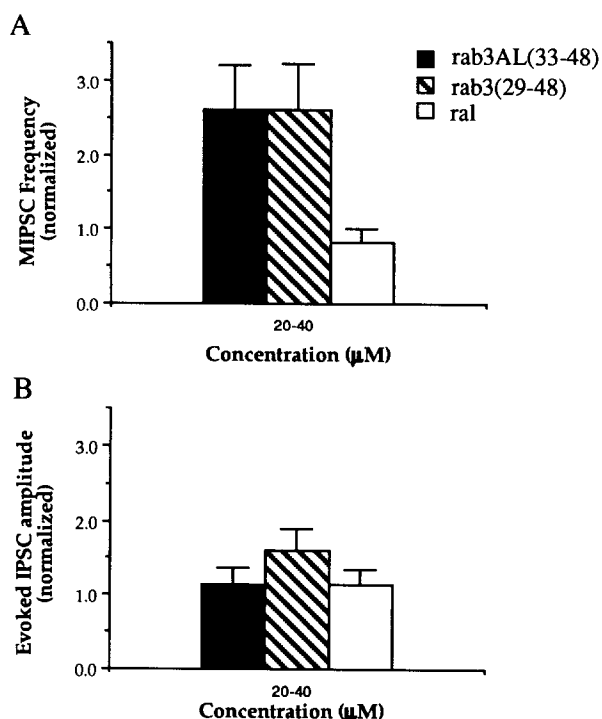 A
rab3AL(33-48)
rab3(29-48)
ral
MIPSC Frequency
(normalized)
3.0
2.0
1.0
0.0
20-40
Concentration (µM)
B
Evoked IPSC amplitude
(normalized)
3.0
2.0
1.0
0.0
20-40
Concentration (µM)